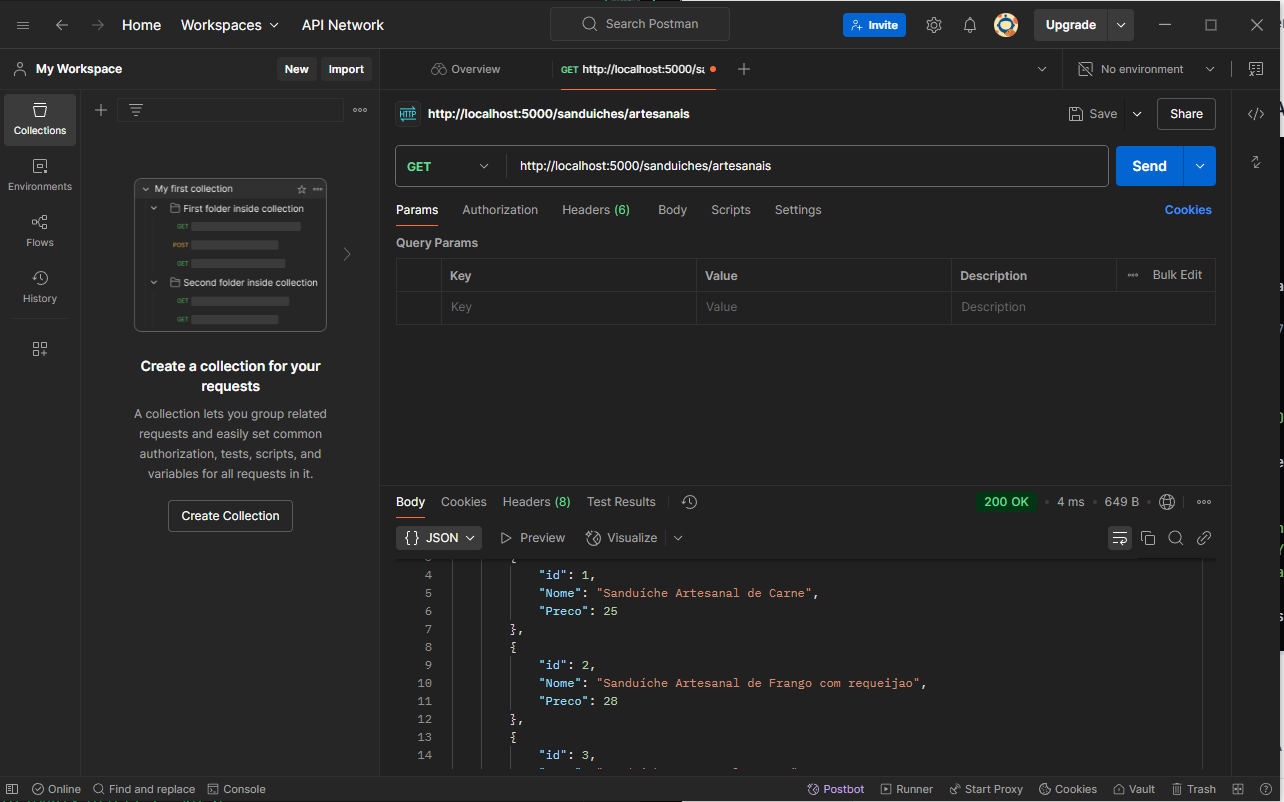 Home Workspaces API Network Search Postman Invite Upgrade
My Workspace New Import Overview GET http://localhost:5000/sa No environment
Collections
Environments
Flows
History
My first collection
First folder inside collection
GET
POST
GET
Second folder inside collection
GET
GET
Create a collection for your
requests
A collection lets you group related
requests and easily set common
authorization, tests, scripts, and
variables for all requests in it.
Create Collection
HTTP http://localhost:5000/sanduiches/artesanais Save Share
GET http://localhost:5000/sanduiches/artesanais Send
Params Authorization Headers (6) Body Scripts Settings Cookies
Query Params
Key Value Description Bulk Edit
Key Value Description
Body Cookies Headers (8) Test Results 200 OK 4 ms 649 B
{} JSON Preview Visualize
4 "id": 1,
5 "Nome": "Sanduíche Artesanal de Carne",
6 "Preco": 25
7 },
8 {
9 "id": 2,
10 "Nome": "Sanduíche Artesanal de Frango com requeijao",
11 "Preco": 28
12 },
13 {
14 "id": 3,
Online Find and replace Console Postbot Runner Start Proxy Cookies Vault Trash